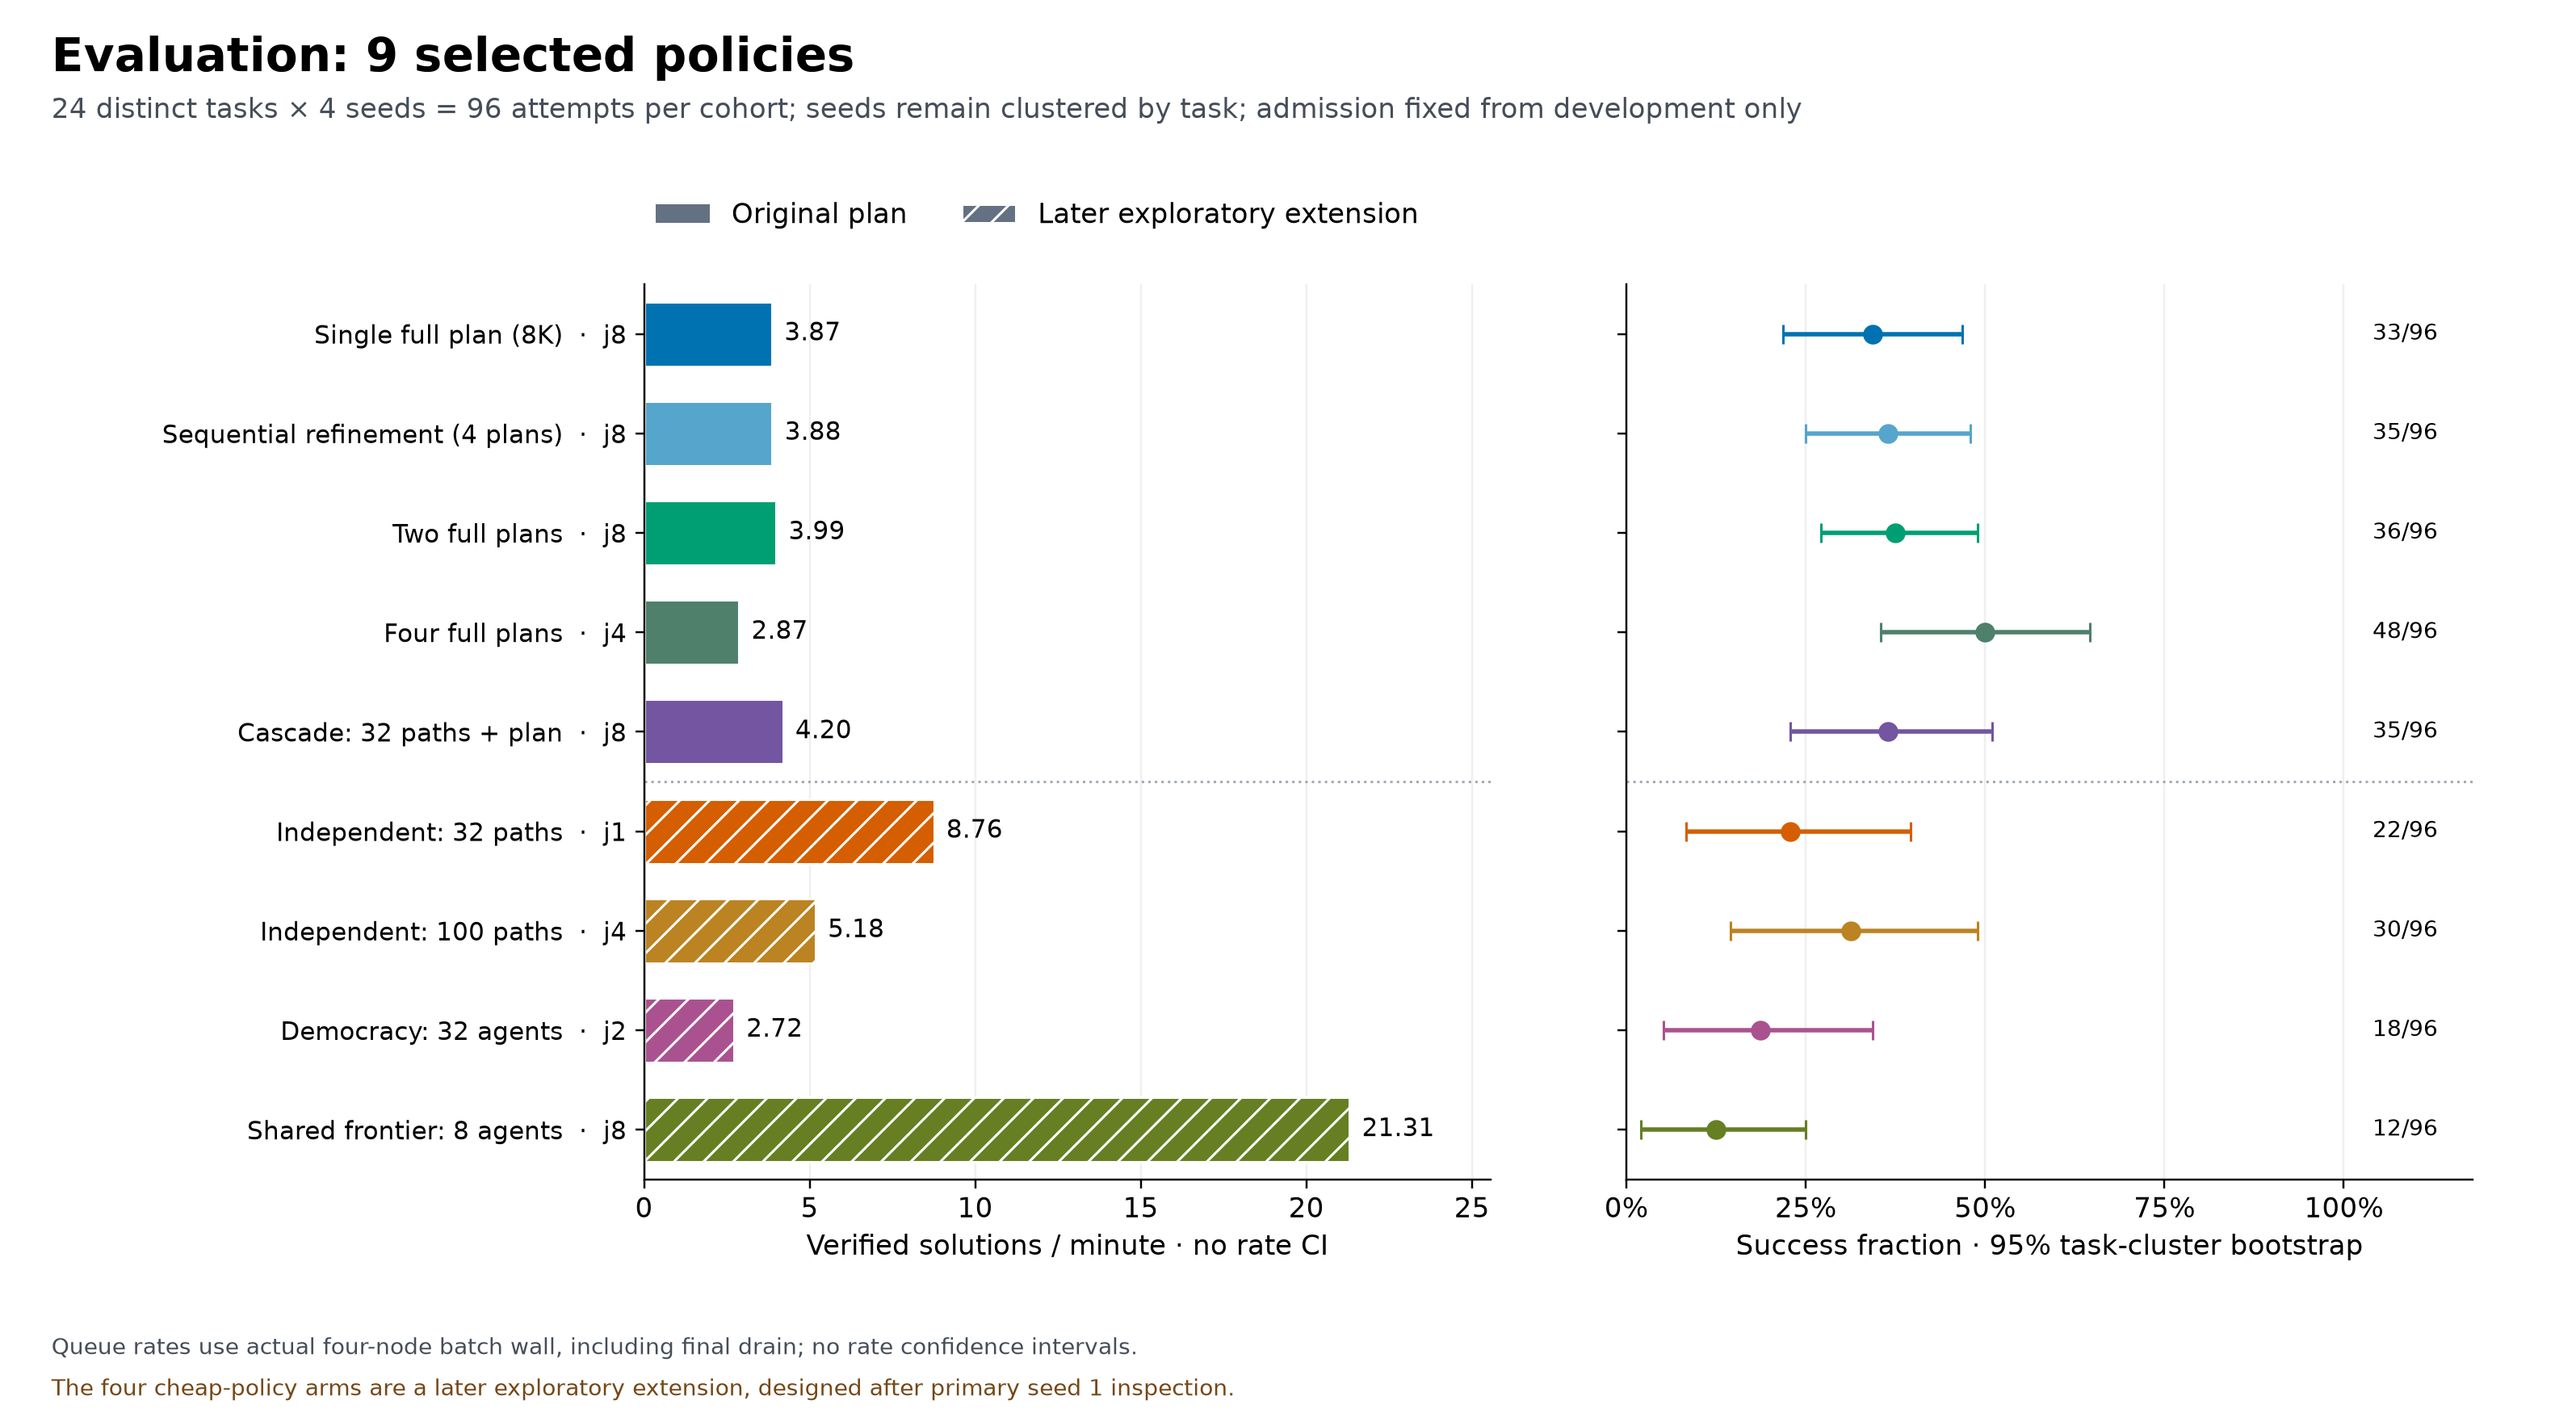 Evaluation: 9 selected policies
24 distinct tasks × 4 seeds = 96 attempts per cohort; seeds remain clustered by task; admission fixed from development only
Original plan
Later exploratory extension
Single full plan (8K) · j8
3.87
33/96
Sequential refinement (4 plans) · j8
3.88
35/96
Two full plans · j8
3.99
36/96
Four full plans · j4
2.87
48/96
Cascade: 32 paths + plan · j8
4.20
35/96
Independent: 32 paths · j1
8.76
22/96
Independent: 100 paths · j4
5.18
30/96
Democracy: 32 agents · j2
2.72
18/96
Shared frontier: 8 agents · j8
21.31
12/96
0 5 10 15 20 25
0% 25% 50% 75% 100%
Verified solutions / minute · no rate CI
Success fraction · 95% task-cluster bootstrap
Queue rates use actual four-node batch wall, including final drain; no rate confidence intervals.
The four cheap-policy arms are a later exploratory extension, designed after primary seed 1 inspection.